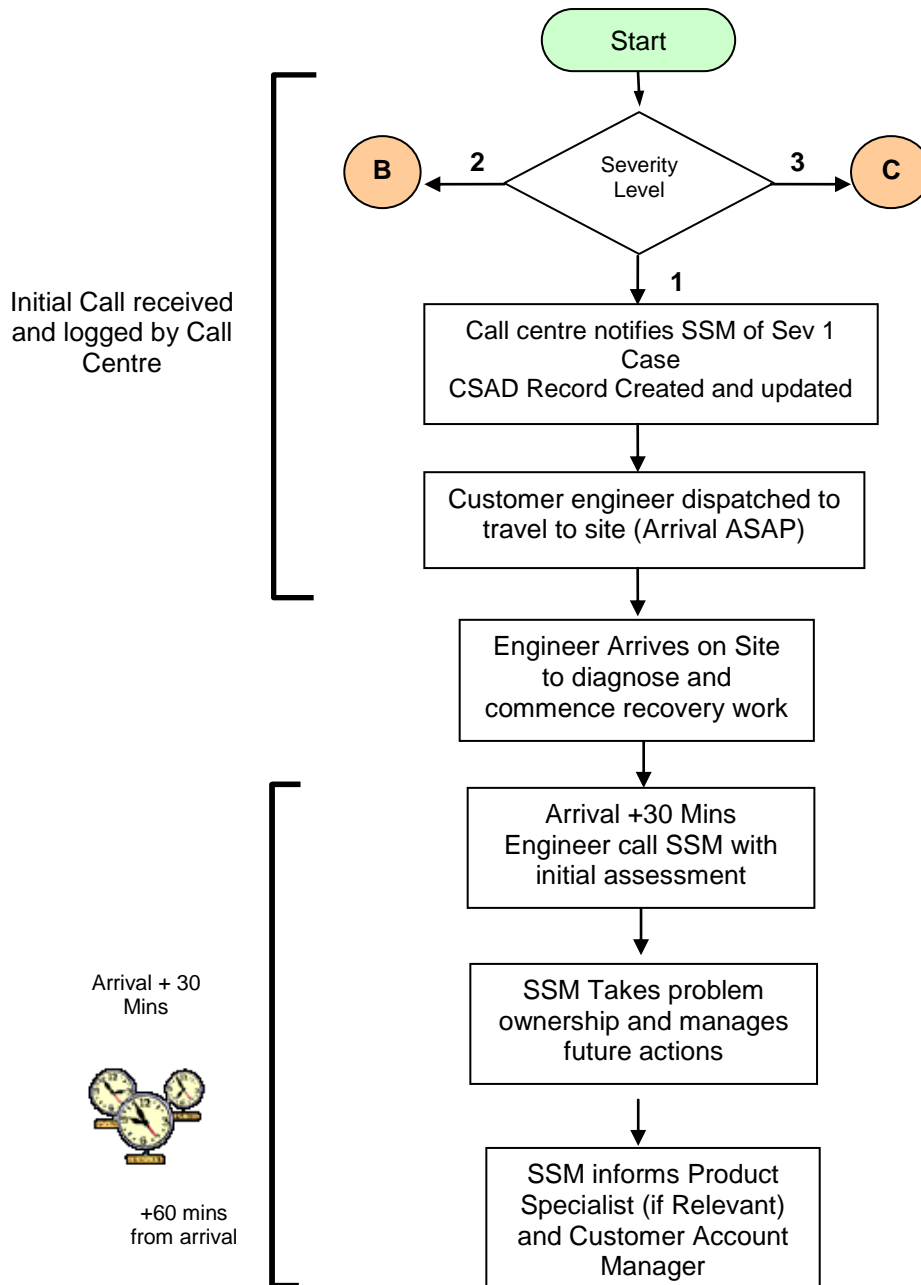 Start
B
2
Severity
Level
3
C
1
Initial Call received
and logged by Call
Centre
Call centre notifies SSM of Sev 1
Case
CSAD Record Created and updated
Customer engineer dispatched to
travel to site (Arrival ASAP)
Engineer Arrives on Site
to diagnose and
commence recovery work
Arrival +30 Mins
Engineer call SSM with
initial assessment
Arrival + 30
Mins
SSM Takes problem
ownership and manages
future actions
+60 mins
from arrival
SSM informs Product
Specialist (if Relevant)
and Customer Account
Manager